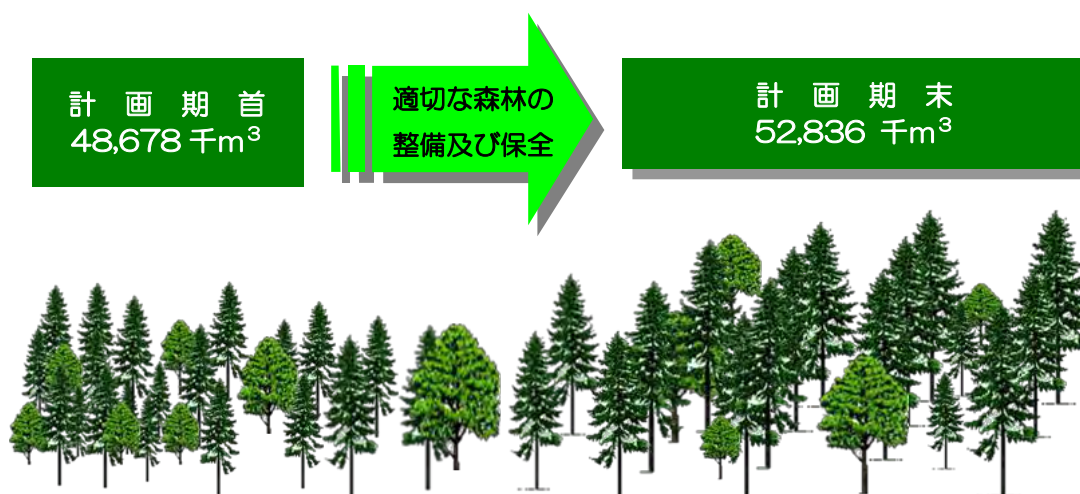 計画期首
48,678 千m³
適切な森林の
整備及び保全
計画期末
52,836 千m³